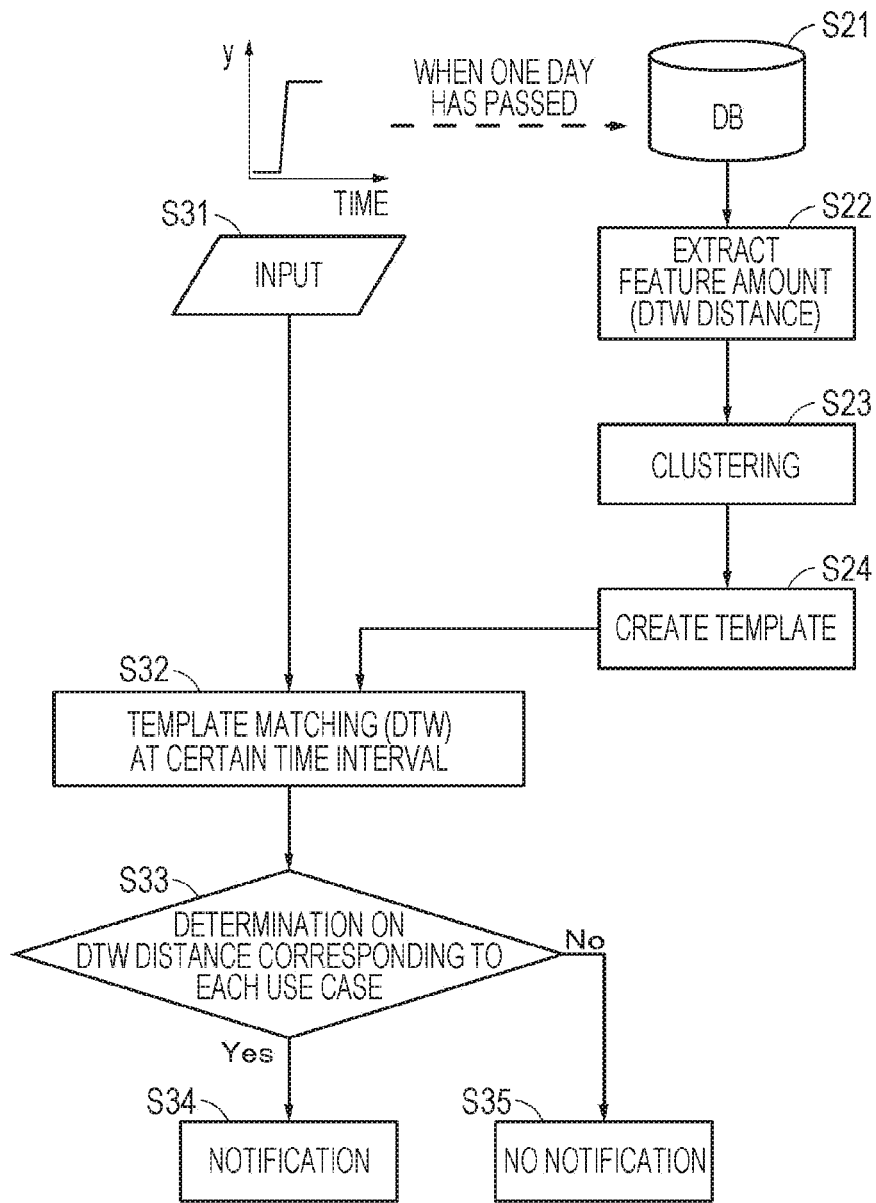 S21
y
WHEN ONE DAY
HAS PASSED
DB
TIME
S31
INPUT
S22
EXTRACT
FEATURE AMOUNT
(DTW DISTANCE)
S23
CLUSTERING
S24
CREATE TEMPLATE
S32
TEMPLATE MATCHING (DTW)
AT CERTAIN TIME INTERVAL
S33
DETERMINATION ON
DTW DISTANCE CORRESPONDING TO
EACH USE CASE
No
Yes
S34
NOTIFICATION
S35
NO NOTIFICATION